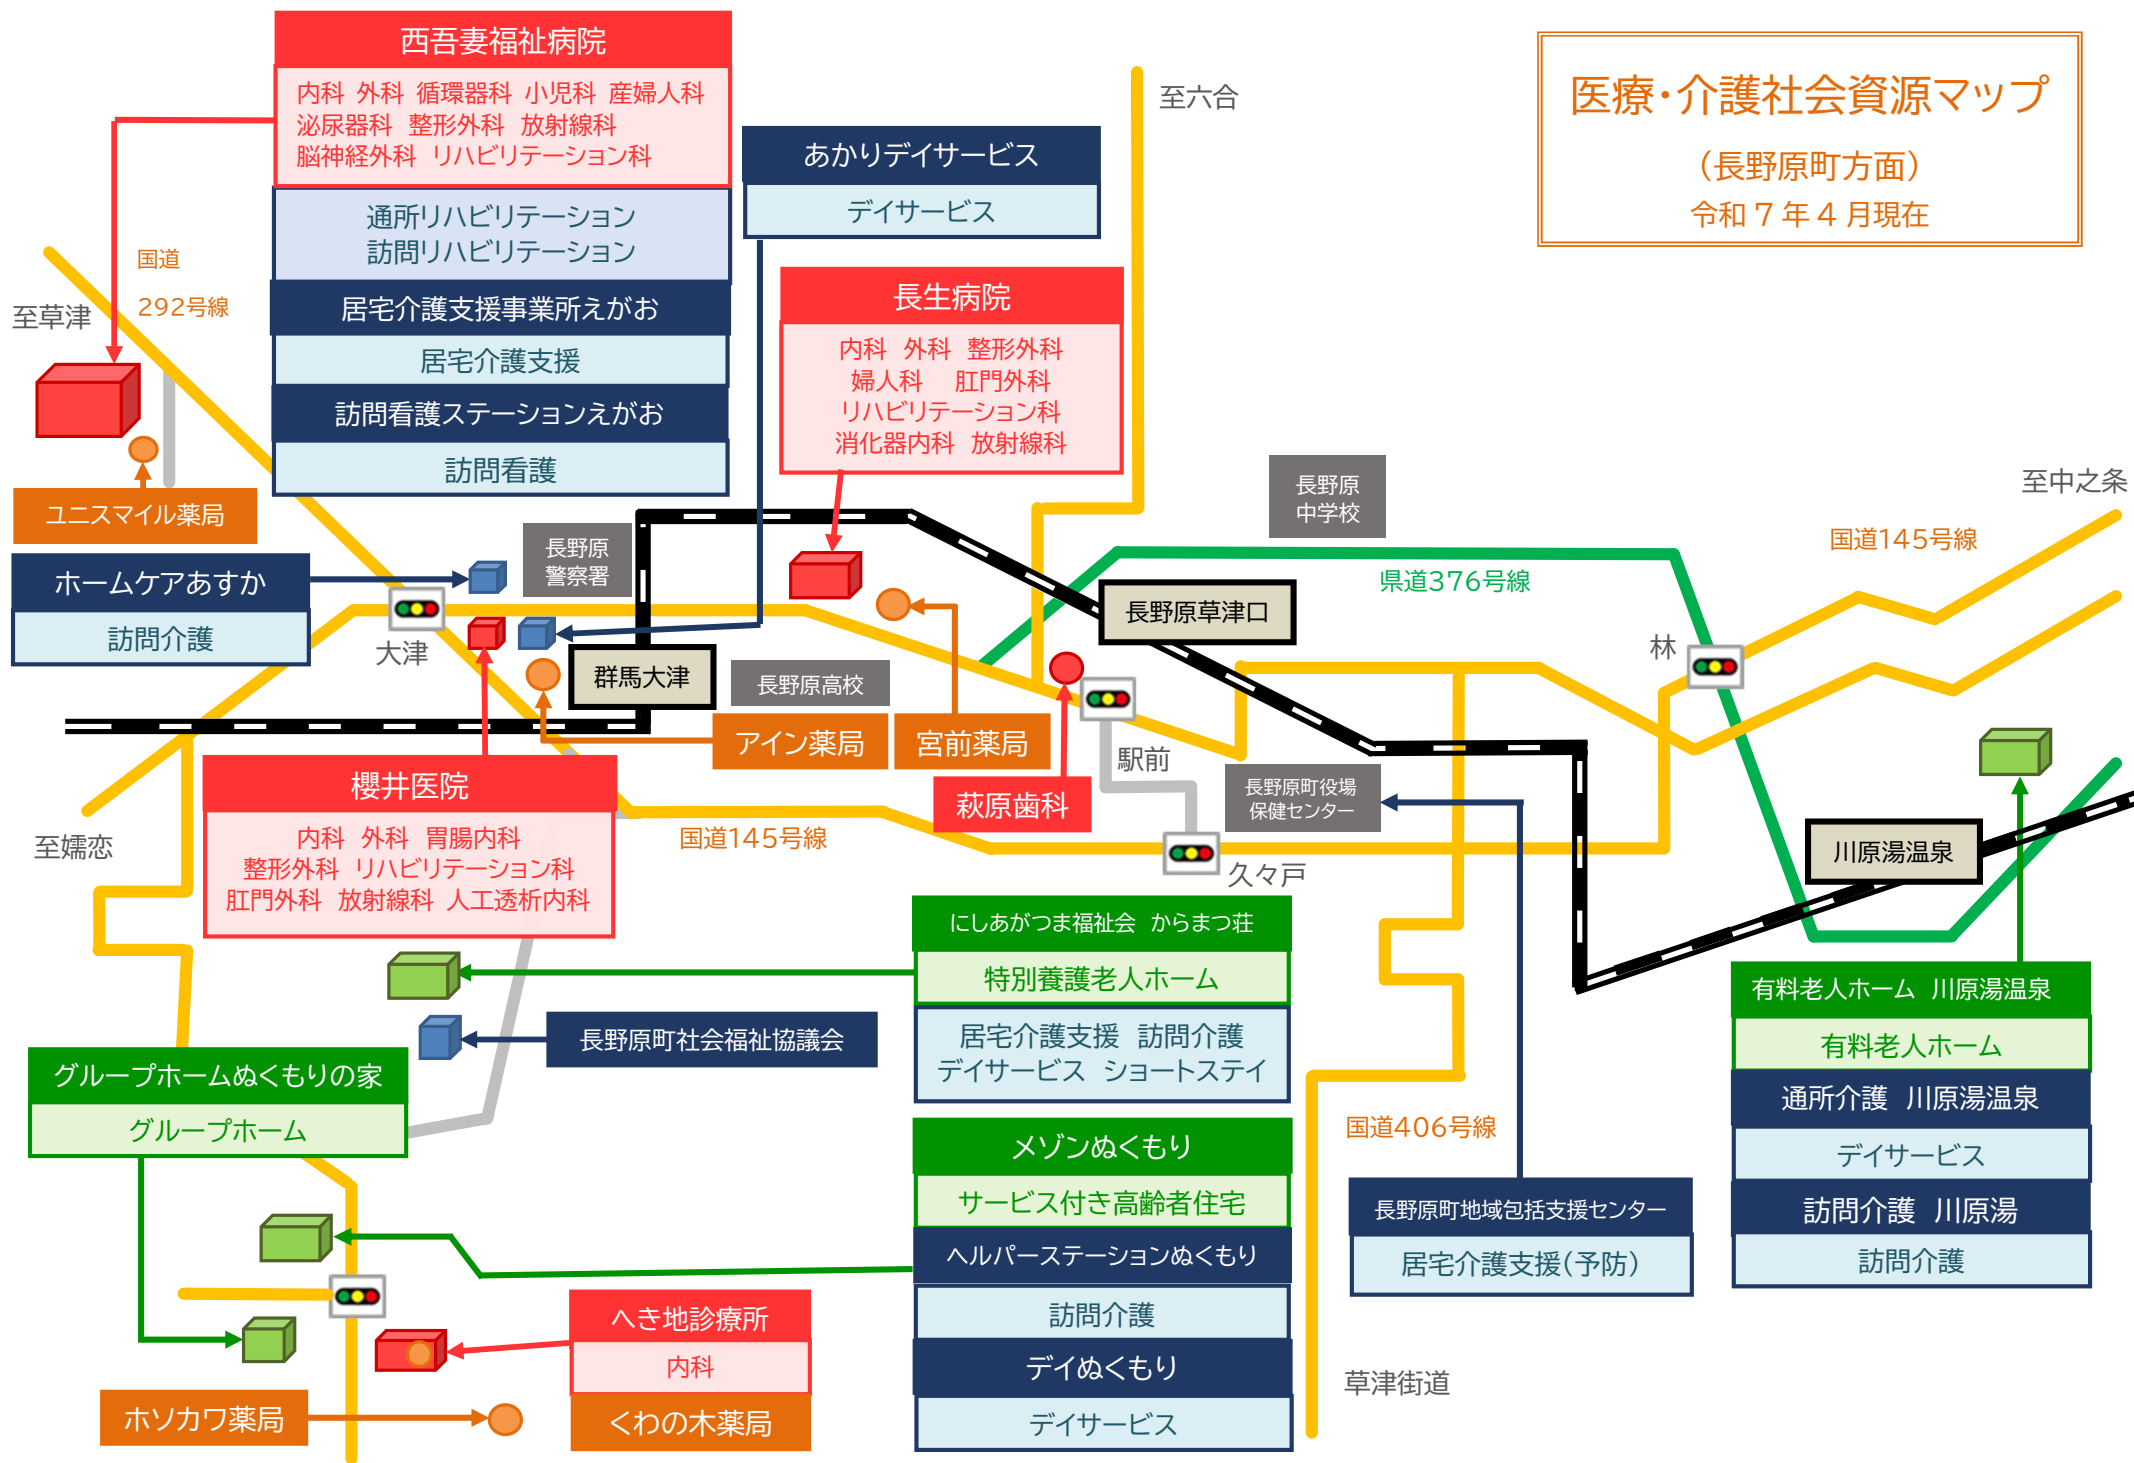 西吾妻福祉病院
内科 外科 循環器科 小児科 産婦人科
泌尿器科 整形外科 放射線科
脳神経外科 リハビリテーション科
通所リハビリテーション
訪問リハビリテーション
居宅介護支援事業所えがお
居宅介護支援
訪問看護ステーションえがお
訪問看護
あかりデイサービス
デイサービス
至六合
医療・介護社会資源マップ
（長野原町方面）
令和７年４月現在
国道
292号線
至草津
長生病院
内科 外科 整形外科
婦人科 肛門外科
リハビリテーション科
消化器内科 放射線科
ユニスマイル薬局
ホームケアあすか
訪問介護
長野原
警察署
大津
群馬大津
長野原高校
長野原
中学校
県道376号線
長野原草津口
至中之条
国道145号線
林
アイン薬局
宮前薬局
萩原歯科
駅前
長野原町役場
保健センター
久々戸
国道145号線
至嬬恋
櫻井医院
内科 外科 胃腸内科
整形外科 リハビリテーション科
肛門外科 放射線科 人工透析内科
川原湯温泉
にしあがつま福祉会 からまつ荘
特別養護老人ホーム
居宅介護支援 訪問介護
デイサービス ショートステイ
長野原町社会福祉協議会
グループホームぬくもりの家
グループホーム
メゾンぬくもり
サービス付き高齢者住宅
ヘルパーステーションぬくもり
訪問介護
デイぬくもり
デイサービス
国道406号線
草津街道
長野原町地域包括支援センター
居宅介護支援（予防）
有料老人ホーム 川原湯温泉
有料老人ホーム
通所介護 川原湯温泉
デイサービス
訪問介護 川原湯
訪問介護
へき地診療所
内科
くわの木薬局
ホソカワ薬局